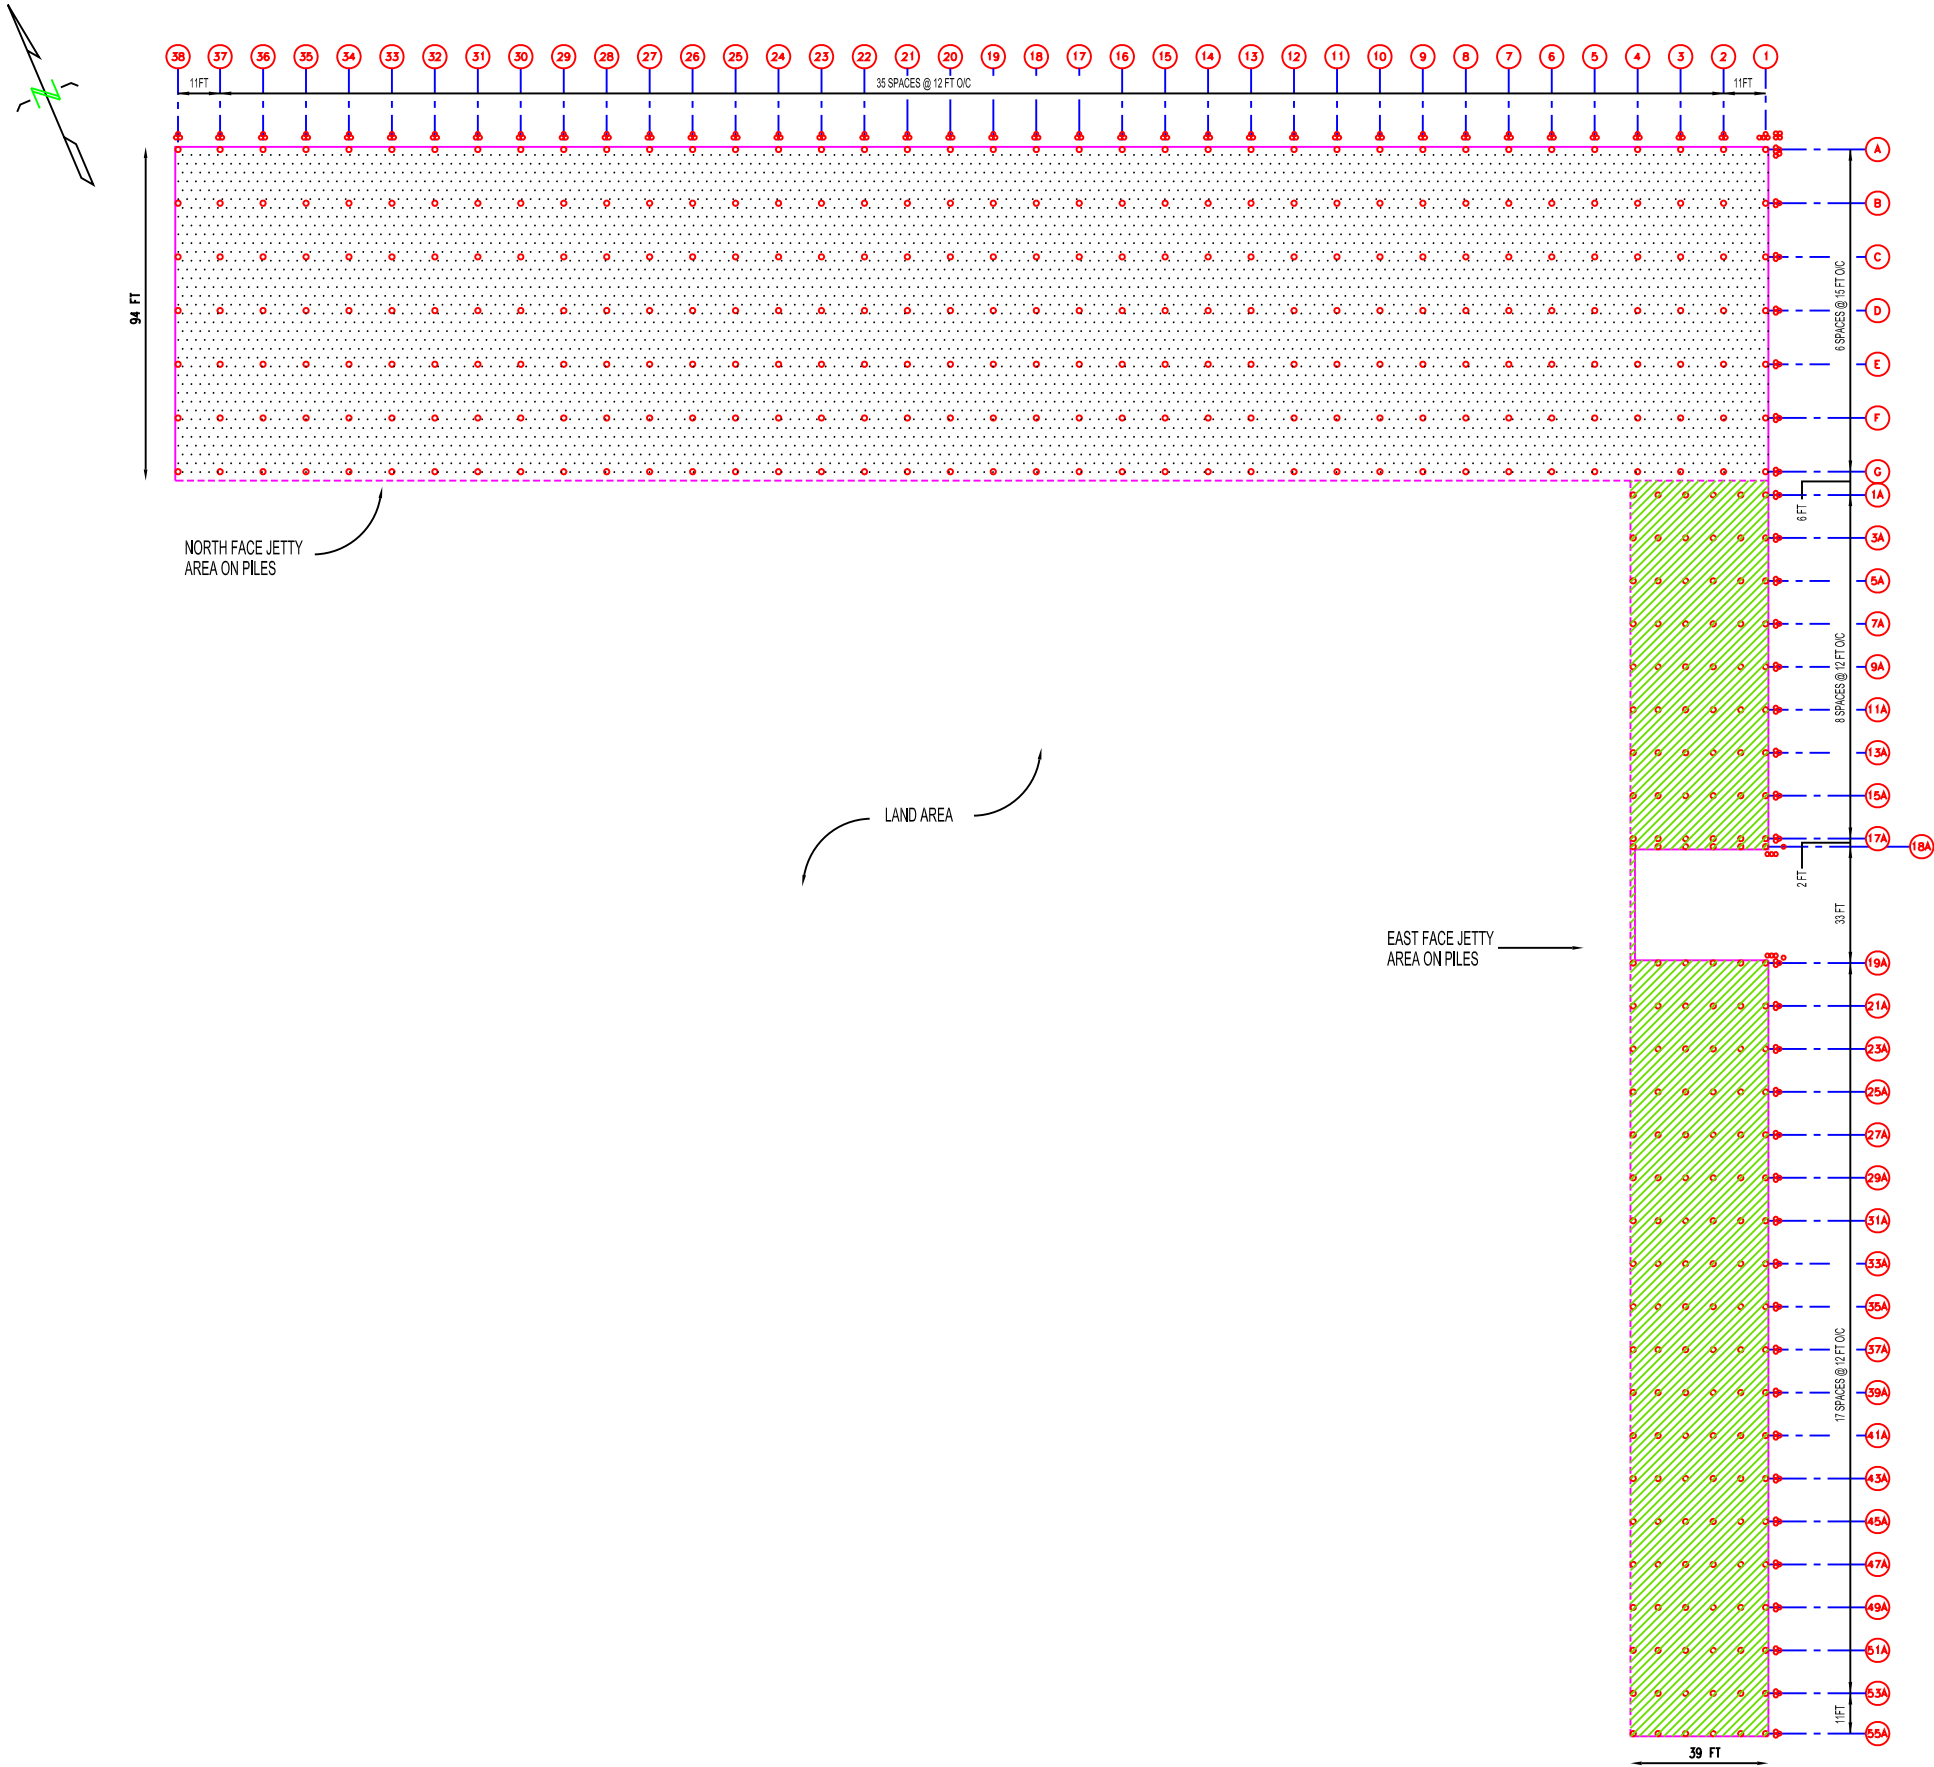 38 37 36 35 34 33 32 31 30 29 28 27 26 25 24 23 22 21 20 19 18 17 16 15 14 13 12 11 10 9 8 7 6 5 4 3 2 1
11FT
35 SPACES @ 12 FT O/C
11FT
N
A
B
C
94 FT
6 SPACES @ 15 FT O/C
D
E
F
G
1A
6 FT
3A
NORTH FACE JETTY
AREA ON PILES
5A
7A
8 SPACES @ 12 FT O/C
9A
11A
13A
15A
LAND AREA
17A
18A
2 FT
33 FT
EAST FACE JETTY
AREA ON PILES
19A
21A
23A
25A
27A
29A
31A
33A
35A
37A
17 SPACES @ 12 FT O/C
39A
41A
43A
45A
47A
49A
51A
53A
11FT
55A
39 FT